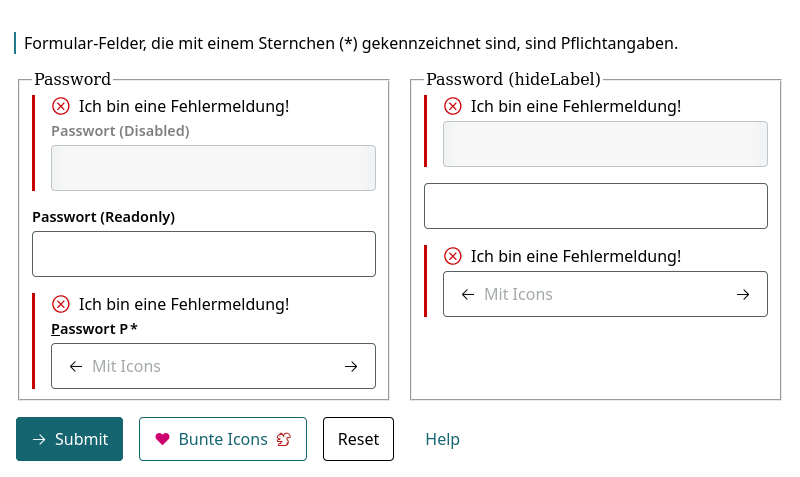 Formular-Felder, die mit einem Sternchen (*) gekennzeichnet sind, sind Pflichtangaben.
Password
Ich bin eine Fehlermeldung!
Passwort (Disabled)
Passwort (Readonly)
Ich bin eine Fehlermeldung!
Passwort P*
Mit Icons
Password (hideLabel)
Ich bin eine Fehlermeldung!
Ich bin eine Fehlermeldung!
Mit Icons
Submit
Bunte Icons
Reset
Help